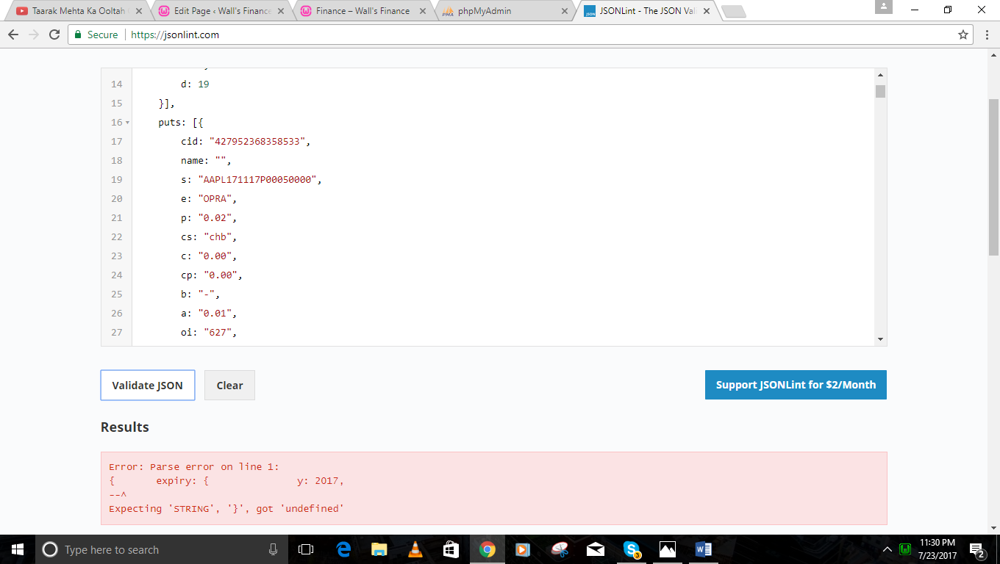 Taarak Mehta Ka Ooltah
Edit Page ‹ Wall's Finance
Finance – Wall's Finance
phpMyAdmin
JSONLint - The JSON Vali
Secure
https://jsonlint.com
14 d: 19
15 }],
16 puts: [{
17 cid: "427952368358533",
18 name: "",
19 s: "AAPL171117P00050000",
20 e: "OPRA",
21 p: "0.02",
22 cs: "chb",
23 c: "0.00",
24 cp: "0.00",
25 b: "-",
26 a: "0.01",
27 oi: "627",
Validate JSON
Clear
Support JSONLint for $2/Month
Results
Error: Parse error on line 1:
{ expiry: { y: 2017,
--^
Expecting 'STRING', '}', got 'undefined'
Type here to search
11:30 PM
7/23/2017
3
2